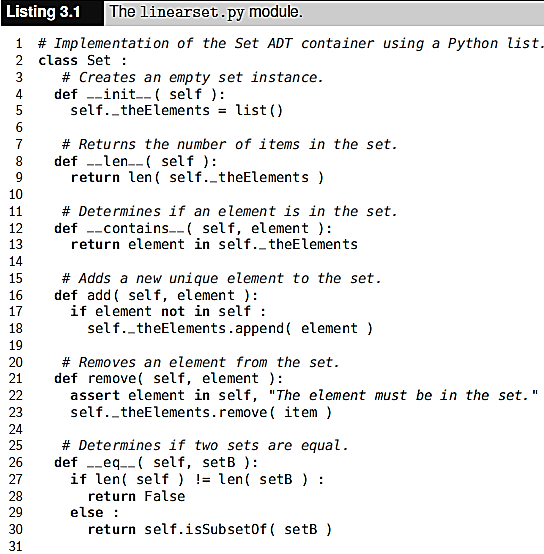 Listing 3.1 The linearset.py module.
1 # Implementation of the Set ADT container using a Python list.
2 class Set :
3 # Creates an empty set instance.
4 def __init__( self ):
5 self._theElements = list()
6
7 # Returns the number of items in the set.
8 def __len__( self ):
9 return len( self._theElements )
10
11 # Determines if an element is in the set.
12 def __contains__( self, element ):
13 return element in self._theElements
14
15 # Adds a new unique element to the set.
16 def add( self, element ):
17 if element not in self :
18 self._theElements.append( element )
19
20 # Removes an element from the set.
21 def remove( self, element ):
22 assert element in self, "The element must be in the set."
23 self._theElements.remove( item )
24
25 # Determines if two sets are equal.
26 def __eq__( self, setB ):
27 if len( self ) != len( setB ) :
28 return False
29 else :
30 return self.isSubsetOf( setB )
31